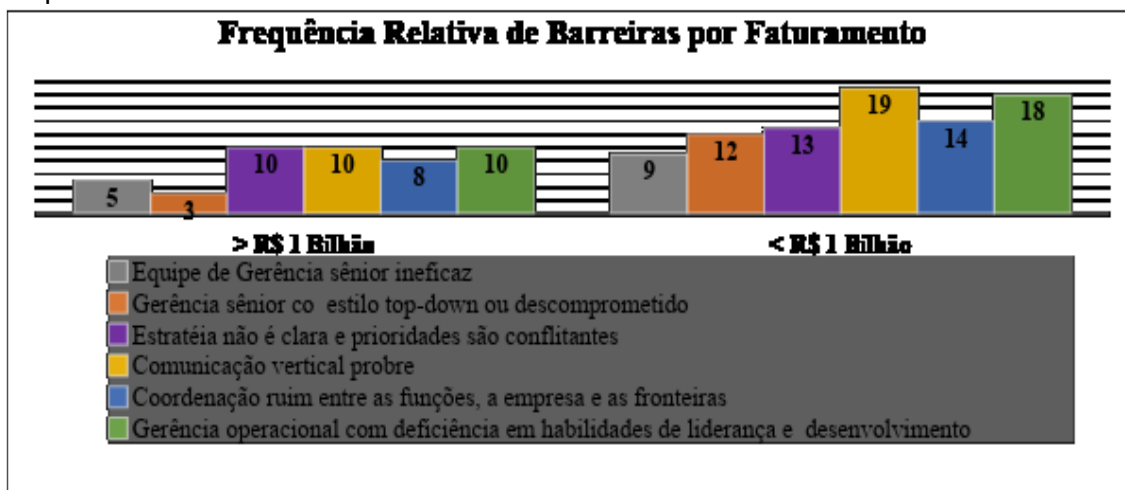 Frequência Relativa de Barreiras por Faturamento
5 3 10 10 8 10 9 12 13 19 14 18
> R$ 1 Bilhão < R$ 1 Bilhão
Equipe de Gerência sênior ineficaz
Gerência sênior co estilo top-down ou descomprometido
Estratéia não é clara e prioridades são conflitantes
Comunicação vertical probre
Coordenação ruim entre as funções, a empresa e as fronteiras
Gerência operacional com deficiência em habilidades de liderança e desenvolvimento